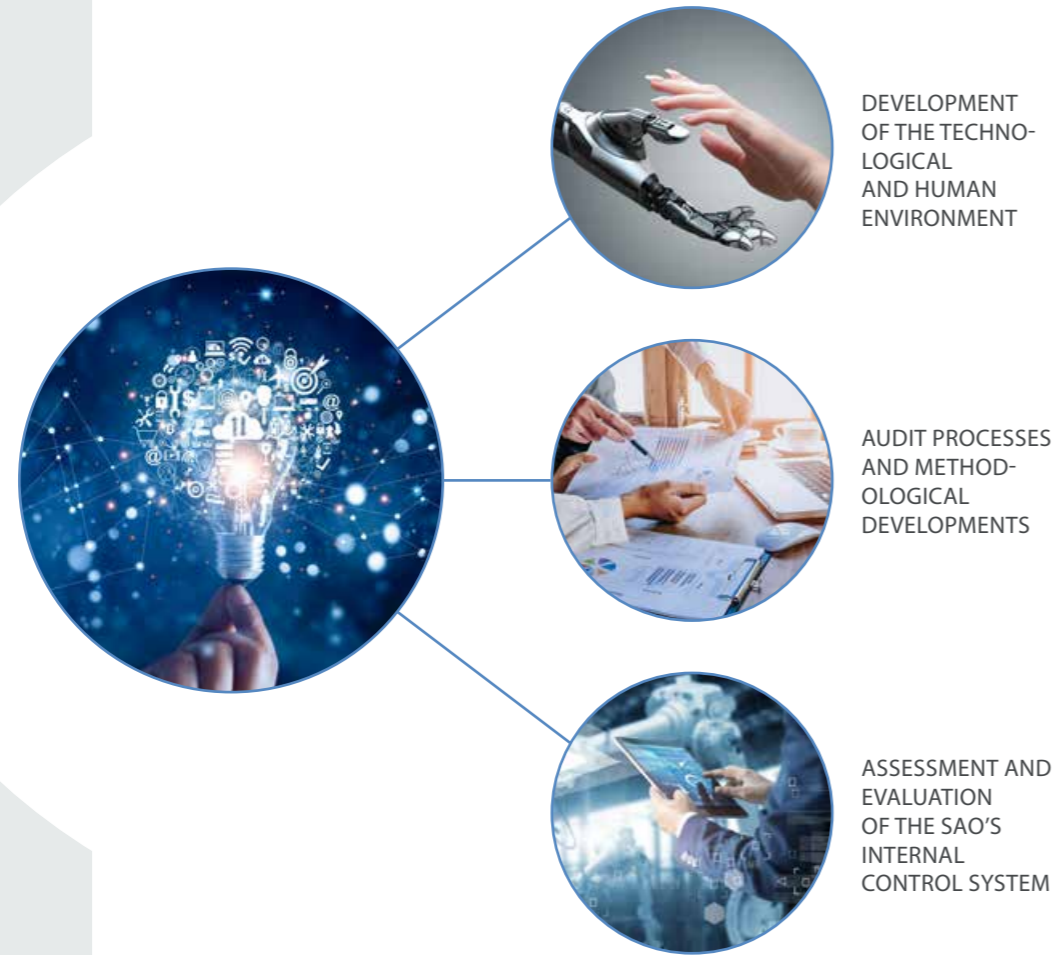 DEVELOPMENT
OF THE TECHNO-
LOGICAL
AND HUMAN
ENVIRONMENT
AUDIT PROCESSES
AND METHOD-
OLOGICAL
DEVELOPMENTS
ASSESSMENT AND
EVALUATION
OF THE SAO'S
INTERNAL
CONTROL SYSTEM